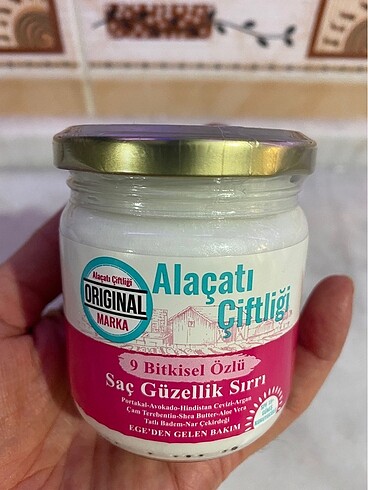 Alaçatı Çiftliği
ORIGINAL
MARKA
Alaçatı
Çiftliği
9 Bitkisel Özlü
Saç Güzellik Sırrı
Portakal-Avokado-Hindistan Cevizi-Argan
Çam Terebentin-Shea Butter-Aloe Vera
Tatlı Badem-Nar Çekirdeği
EGE'DEN GELEN BAKIM